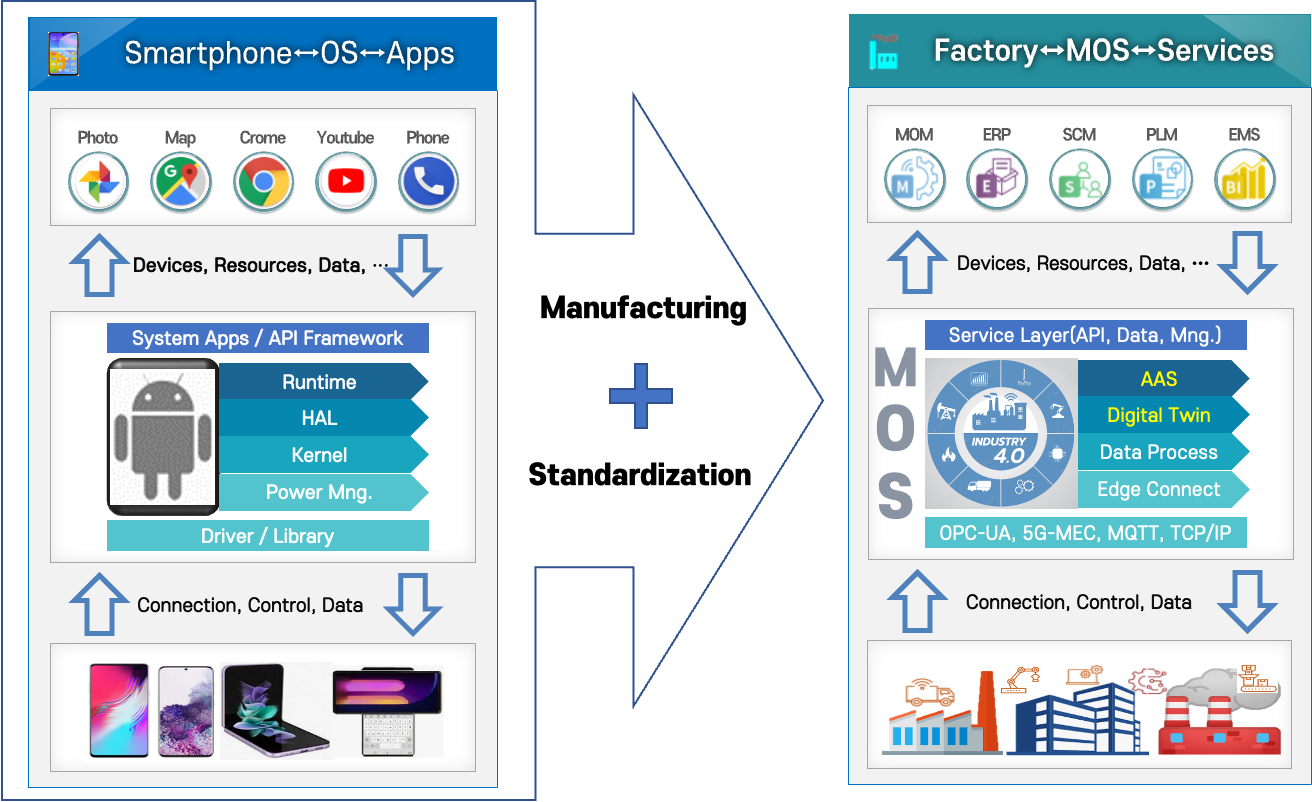 Smartphone↔OS↔Apps
Photo Map Crome Youtube Phone
G
Devices, Resources, Data, ···
System Apps / API Framework
Runtime
HAL
Kernel
Power Mng.
Driver / Library
Connection, Control, Data
Manufacturing
Standardization
Factory↔MOS↔Services
MOM ERP SCM PLM EMS
M E S P BI
Devices, Resources, Data, ···
MOS
Service Layer(API, Data, Mng.)
INDUSTRY
4.0
AAS
Digital Twin
Data Process
Edge Connect
OPC-UA, 5G-MEC, MQTT, TCP/IP
Connection, Control, Data